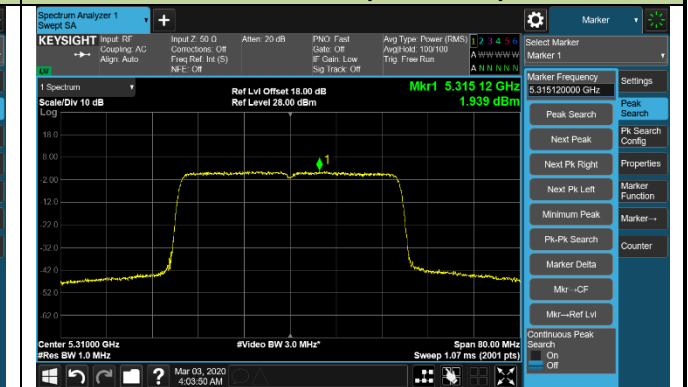 Spectrum Analyzer 1
Swept SA
Marker
KEYSIGHT Input: RF
Coupling: AC
Align: Auto
Input Z: 50 Ω
Corrections: Off
Freq Ref: Int (S)
NFE: Off
Atten: 20 dB
PNO: Fast
Gate: Off
IF Gain: Low
Sig Track: Off
Avg Type: Power (RMS)
Avg|Hold: 100/100
Trig: Free Run
1 2 3 4 5 6
A W W W W W
A N N N N N
LW
Select Marker
Marker 1
1 Spectrum
Scale/Div 10 dB
Log
Ref Lvl Offset 18.00 dB
Ref Level 28.00 dBm
Mkr1 5.315 12 GHz
1.939 dBm
18.0
8.00
1
-2.00
-12.0
-22.0
-32.0
-42.0
-52.0
-62.0
Center 5.31000 GHz
#Res BW 1.0 MHz
#Video BW 3.0 MHz*
Span 80.00 MHz
Sweep 1.07 ms (2001 pts)
Marker Frequency
5.315120000 GHz
Peak Search
Next Peak
Next Pk Right
Next Pk Left
Minimum Peak
Pk-Pk Search
Marker Delta
Mkr→CF
Mkr→Ref Lvl
Continuous Peak
Search
On
Off
Settings
Peak
Search
Pk Search
Config
Properties
Marker
Function
Marker→
Counter
Mar 03, 2020
4:03:50 AM